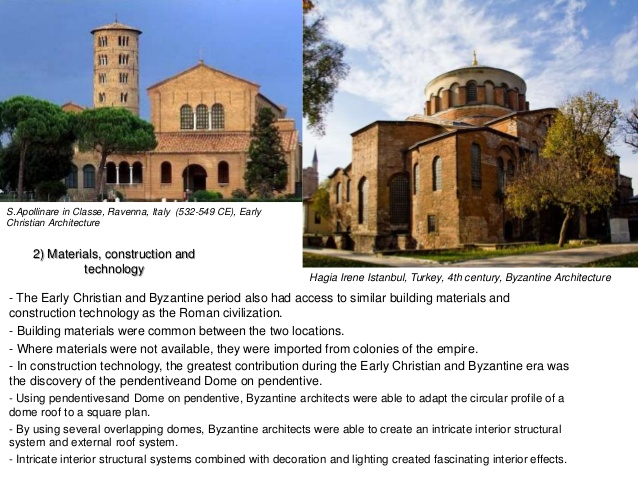 S.Apollinare in Classe, Ravenna, Italy (532-549 CE), Early
Christian Architecture
2) Materials, construction and
technology
Hagia Irene Istanbul, Turkey, 4th century, Byzantine Architecture
- The Early Christian and Byzantine period also had access to similar building materials and
construction technology as the Roman civilization.
- Building materials were common between the two locations.
- Where materials were not available, they were imported from colonies of the empire.
- In construction technology, the greatest contribution during the Early Christian and Byzantine era was
the discovery of the pendentiveand Dome on pendentive.
- Using pendentivesand Dome on pendentive, Byzantine architects were able to adapt the circular profile of a
dome roof to a square plan.
- By using several overlapping domes, Byzantine architects were able to create an intricate interior structural
system and external roof system.
- Intricate interior structural systems combined with decoration and lighting created fascinating interior effects.